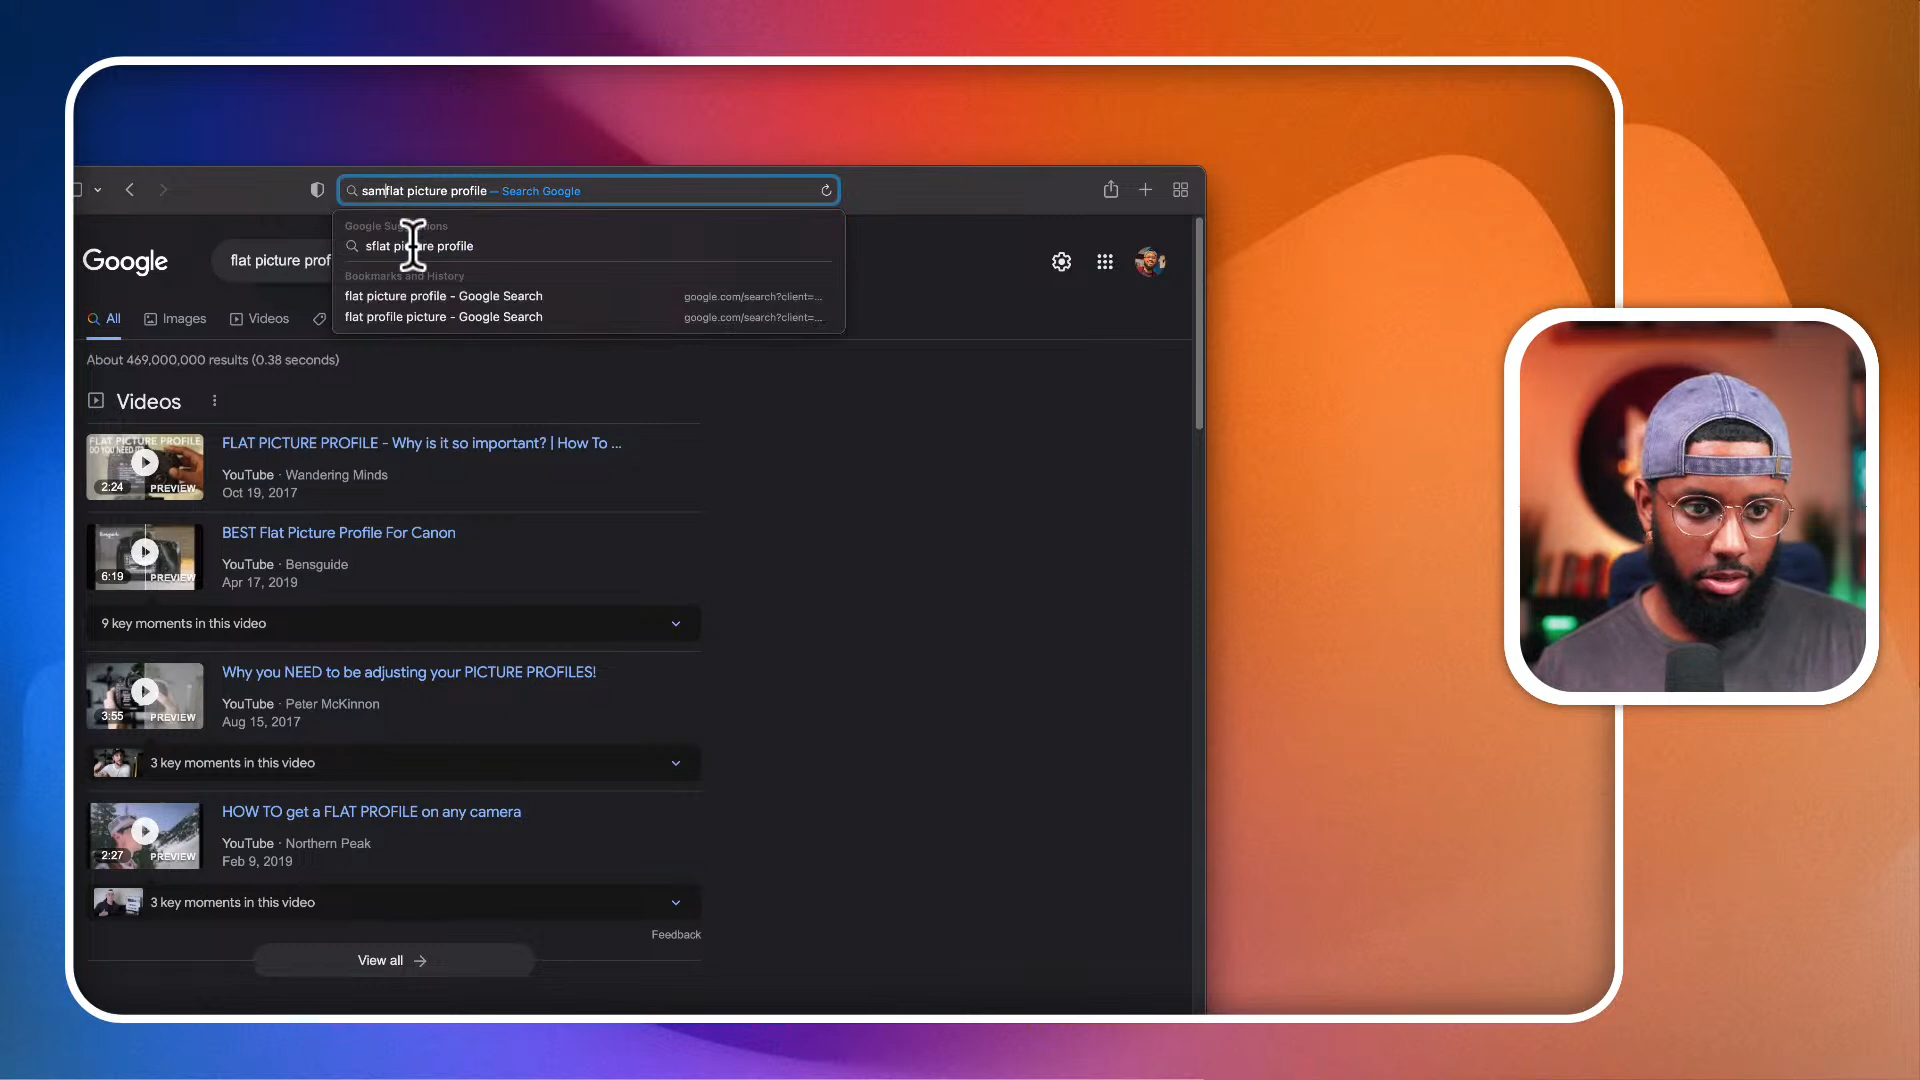 samflat picture profile — Search Google
Google Su ons
sflat picture profile
Bookmarks and History
flat picture profile - Google Search google.com/search?client=...
flat profile picture - Google Search google.com/search?client=...
Google flat picture prof
All Images Videos
About 469,000,000 results (0.38 seconds)
Videos
FLAT PICTURE PROFILE
2:24 PREVIEW
FLAT PICTURE PROFILE - Why is it so important? | How To ...
YouTube · Wandering Minds
Oct 19, 2017
6:19 PREVIEW
BEST Flat Picture Profile For Canon
YouTube · Bensguide
Apr 17, 2019
9 key moments in this video
3:55 PREVIEW
Why you NEED to be adjusting your PICTURE PROFILES!
YouTube · Peter McKinnon
Aug 15, 2017
3 key moments in this video
2:27 PREVIEW
HOW TO get a FLAT PROFILE on any camera
YouTube · Northern Peak
Feb 9, 2019
3 key moments in this video
Feedback
View all